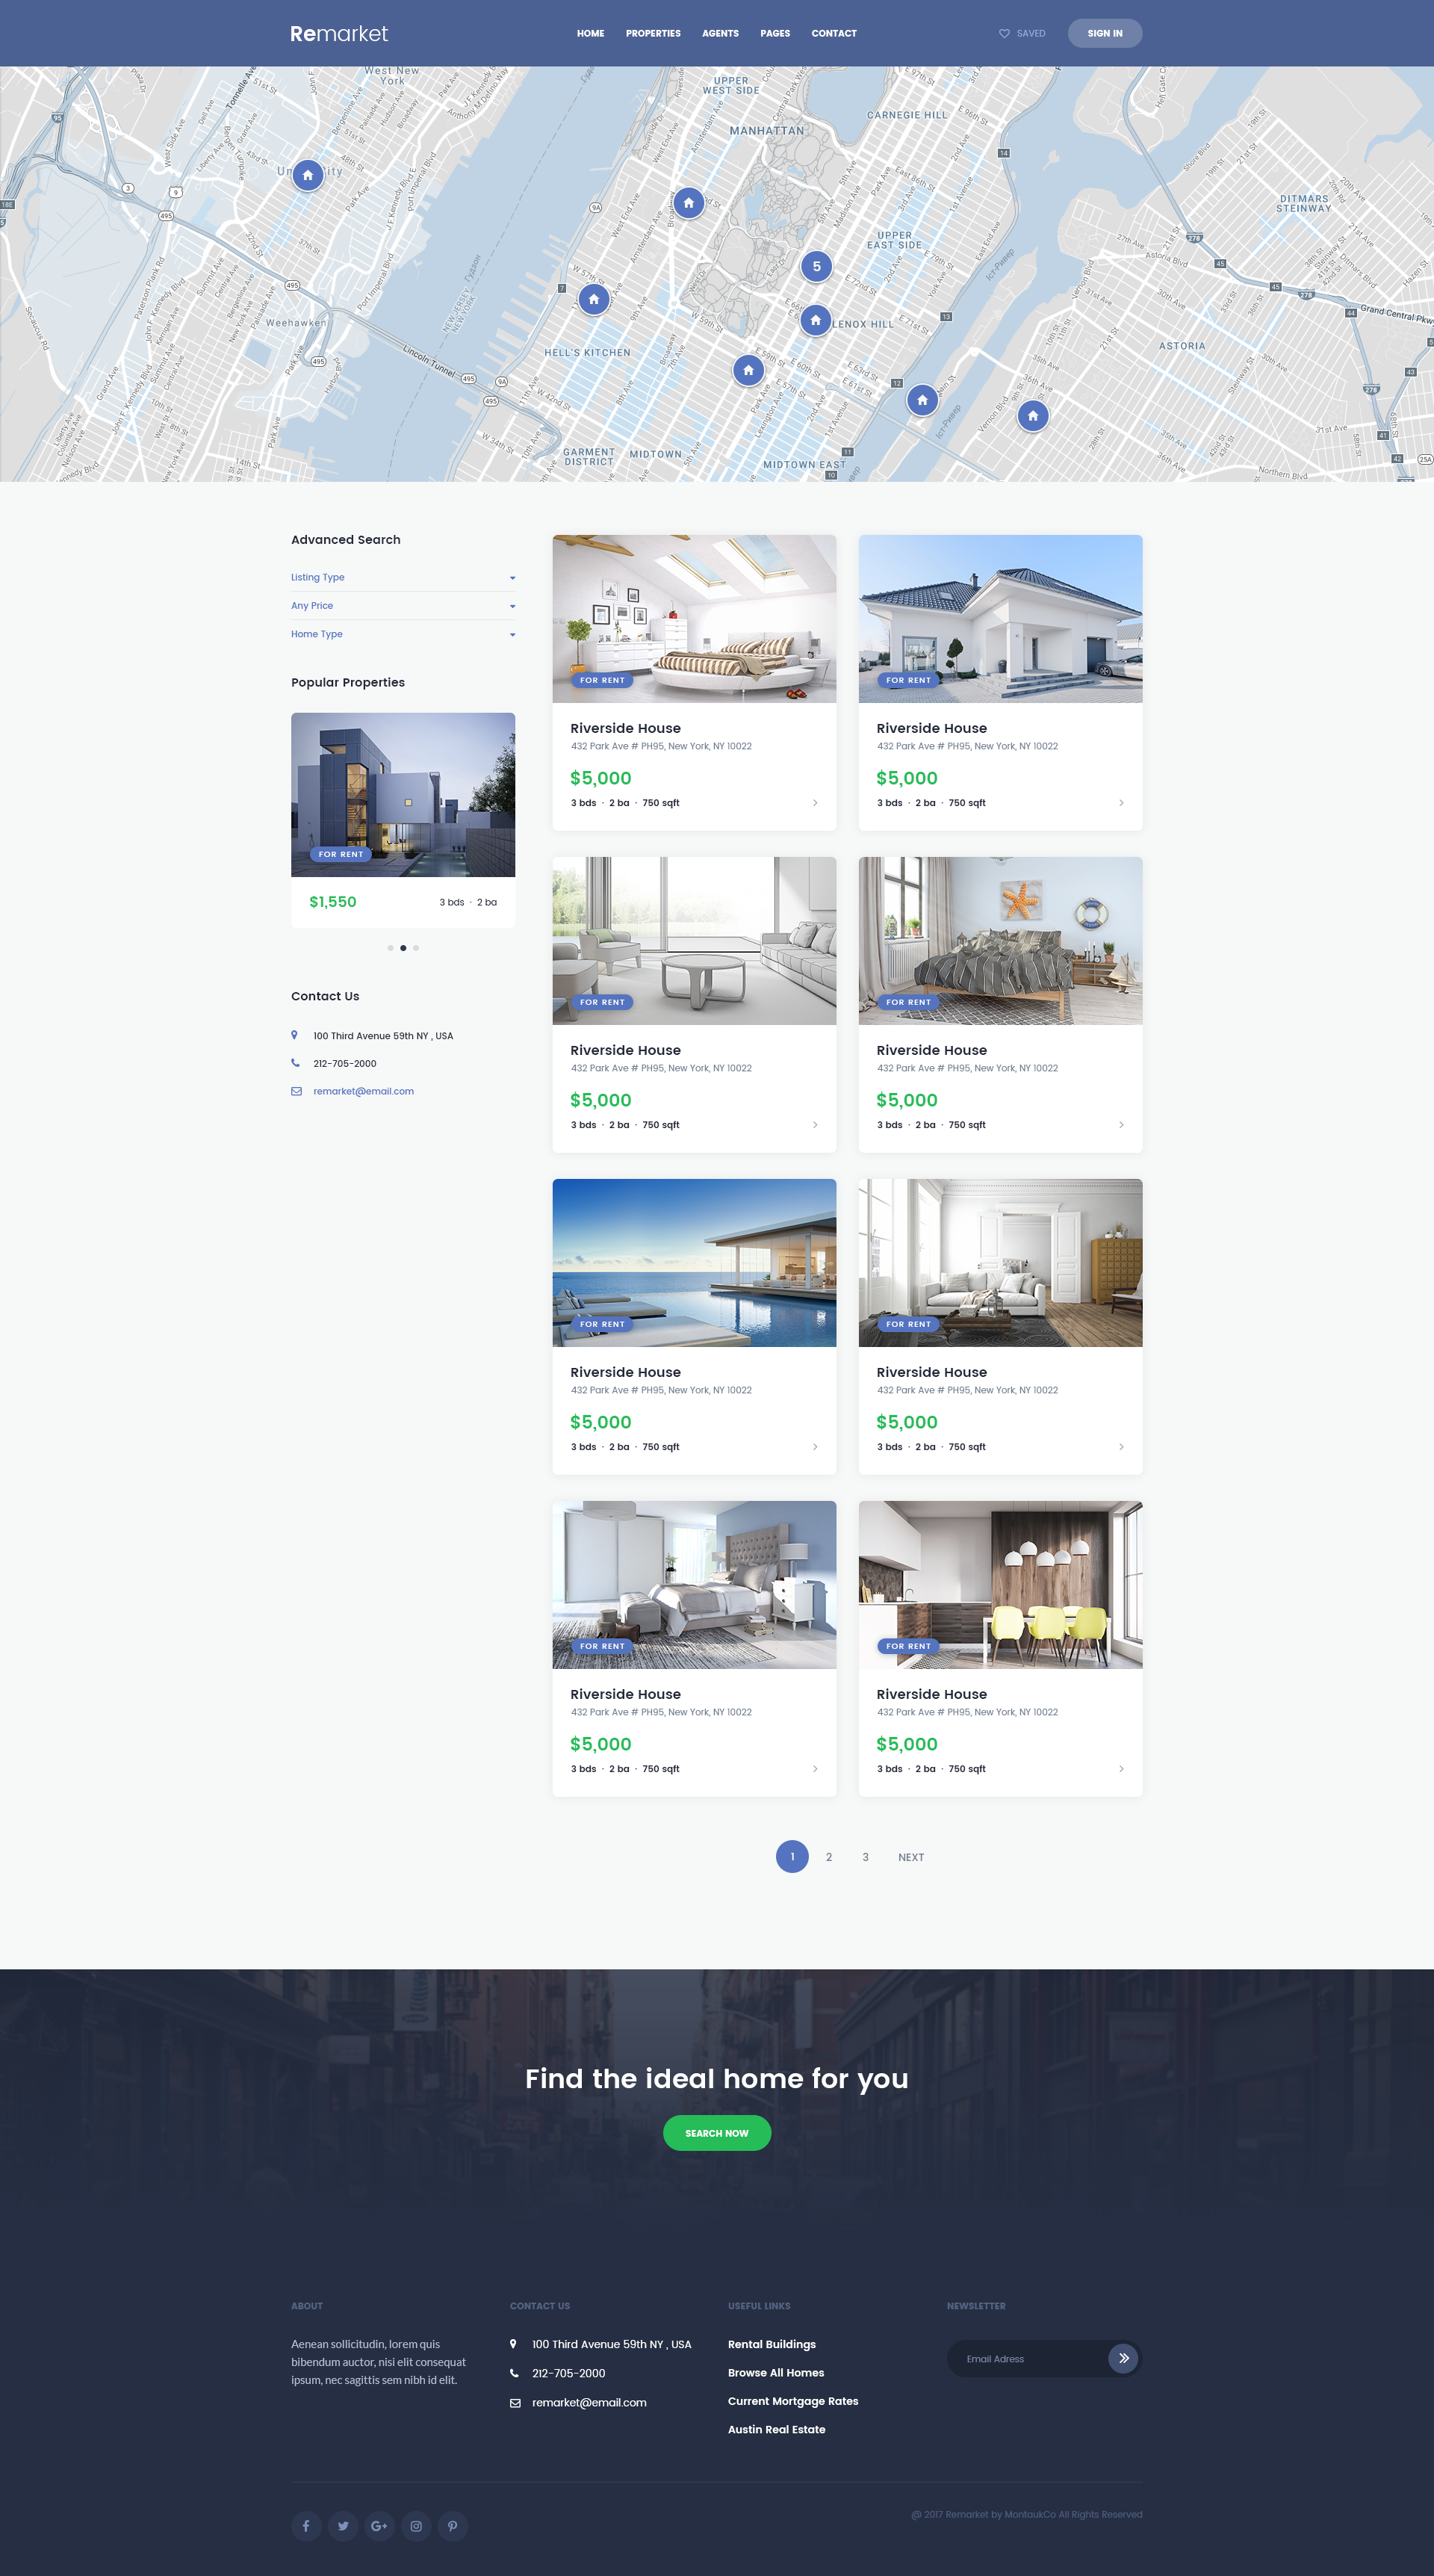 Remarket
HOME PROPERTIES AGENTS PAGES CONTACT
SAVED
SIGN IN
West New
York
UPPER
WEST SIDE
MANHATTAN
CARNEGIE HILL
UPPER
EAST SIDE
DITMARS
STEINWAY
5
Weehawken
LENOX HILL
HELL'S KITCHEN
ASTORIA
Lincoln Tunnel
Grand Central Pkwy
GARMENT
DISTRICT
MIDTOWN
MIDTOWN EAST
Northern Blvd
Advanced Search
Listing Type
Any Price
Home Type
Popular Properties
FOR RENT
$1,550
3 bds · 2 ba
Contact Us
100 Third Avenue 59th NY , USA
212-705-2000
remarket@email.com
FOR RENT
Riverside House
432 Park Ave # PH95, New York, NY 10022
$5,000
3 bds · 2 ba · 750 sqft
FOR RENT
Riverside House
432 Park Ave # PH95, New York, NY 10022
$5,000
3 bds · 2 ba · 750 sqft
FOR RENT
Riverside House
432 Park Ave # PH95, New York, NY 10022
$5,000
3 bds · 2 ba · 750 sqft
FOR RENT
Riverside House
432 Park Ave # PH95, New York, NY 10022
$5,000
3 bds · 2 ba · 750 sqft
FOR RENT
Riverside House
432 Park Ave # PH95, New York, NY 10022
$5,000
3 bds · 2 ba · 750 sqft
FOR RENT
Riverside House
432 Park Ave # PH95, New York, NY 10022
$5,000
3 bds · 2 ba · 750 sqft
FOR RENT
Riverside House
432 Park Ave # PH95, New York, NY 10022
$5,000
3 bds · 2 ba · 750 sqft
FOR RENT
Riverside House
432 Park Ave # PH95, New York, NY 10022
$5,000
3 bds · 2 ba · 750 sqft
1 2 3 NEXT
Find the ideal home for you
SEARCH NOW
ABOUT
Aenean sollicitudin, lorem quis
bibendum auctor, nisi elit consequat
ipsum, nec sagittis sem nibh id elit.
CONTACT US
100 Third Avenue 59th NY , USA
212-705-2000
remarket@email.com
USEFUL LINKS
Rental Buildings
Browse All Homes
Current Mortgage Rates
Austin Real Estate
NEWSLETTER
Email Adress
@ 2017 Remarket by MontaukCo All Rights Reserved